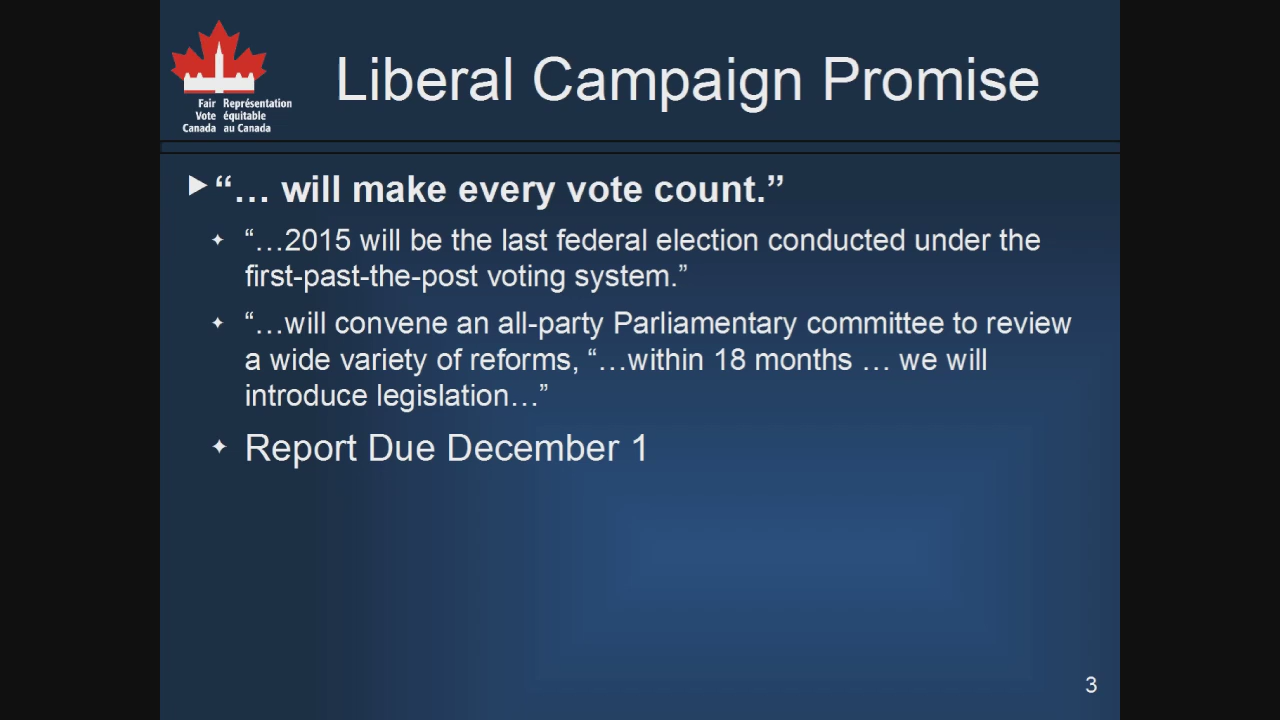 Liberal Campaign Promise
Fair Représentation
Vote équitable
Canada au Canada
“… will make every vote count.”
“…2015 will be the last federal election conducted under the
first-past-the-post voting system.”
“…will convene an all-party Parliamentary committee to review
a wide variety of reforms, “…within 18 months … we will
introduce legislation…”
Report Due December 1
3